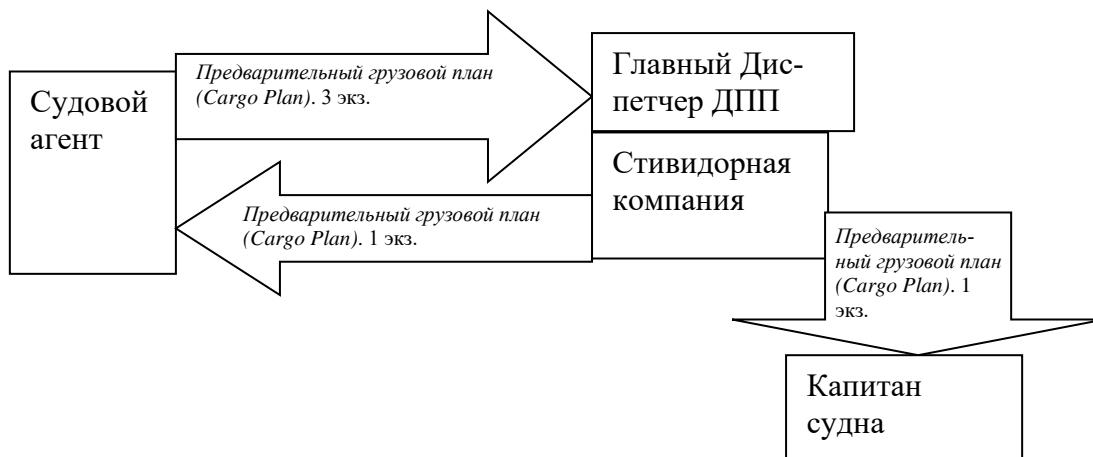 Судовой
агент
Предварительный грузовой план
(Cargo Plan). 3 экз.
Главный Дис-
петчер ДПП
Стивидорная
компания
Предварительный грузовой план
(Cargo Plan). 1 экз.
Предваритель-
ный грузовой план
(Cargo Plan). 1
экз.
Капитан
судна